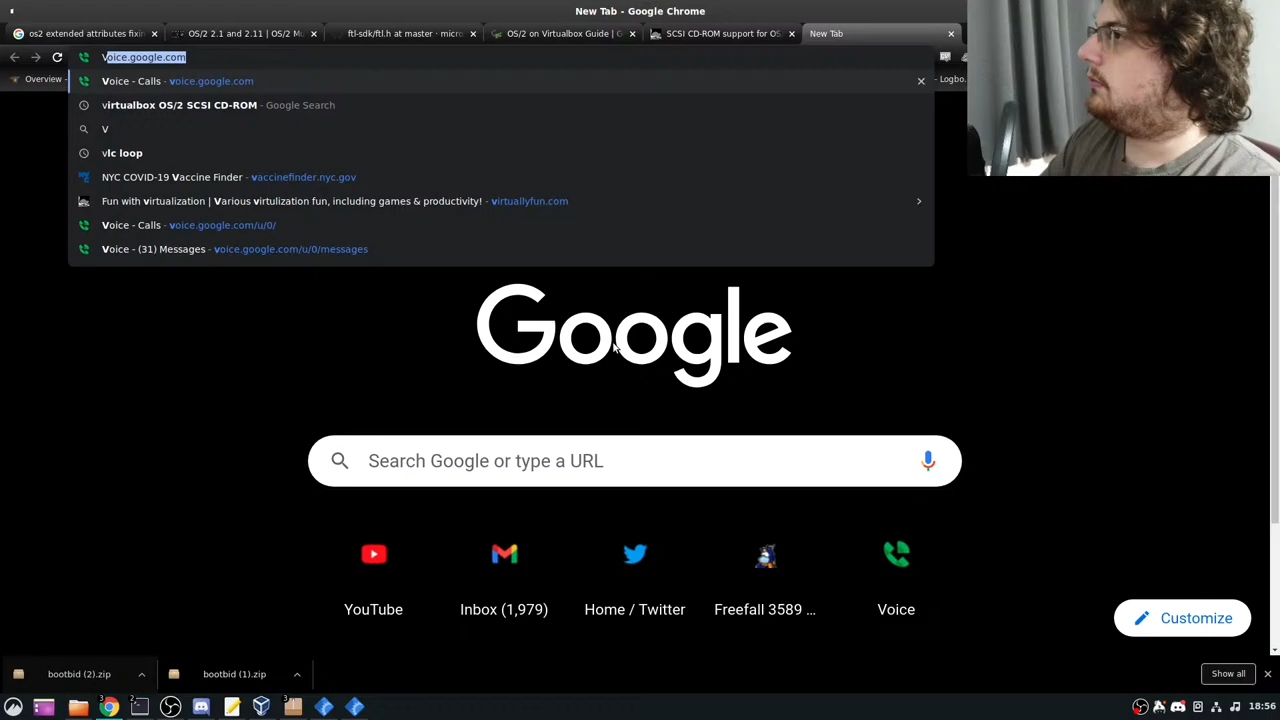 New Tab - Google Chrome
os2 extended attributes fixin
OS/2 2.1 and 2.11 | OS/2 Mu
ftl-sdk/ftl.h at master · micro
OS/2 on Virtualbox Guide | G
SCSI CD-ROM support for OS
New Tab
Voice.google.com
Overview -
- Logbo
Voice - Calls - voice.google.com
virtualbox OS/2 SCSI CD-ROM - Google Search
V
vlc loop
NYC COVID-19 Vaccine Finder - vaccinefinder.nyc.gov
Fun with virtualization | Various virtulization fun, including games & productivity! - virtuallyfun.com
Voice - Calls - voice.google.com/u/0/
Voice - (31) Messages - voice.google.com/u/0/messages
Google
Search Google or type a URL
YouTube
Inbox (1,979)
Home / Twitter
Freefall 3589 ...
Voice
Customize
bootbid (2).zip
bootbid (1).zip
Show all
3
2
3
18:56